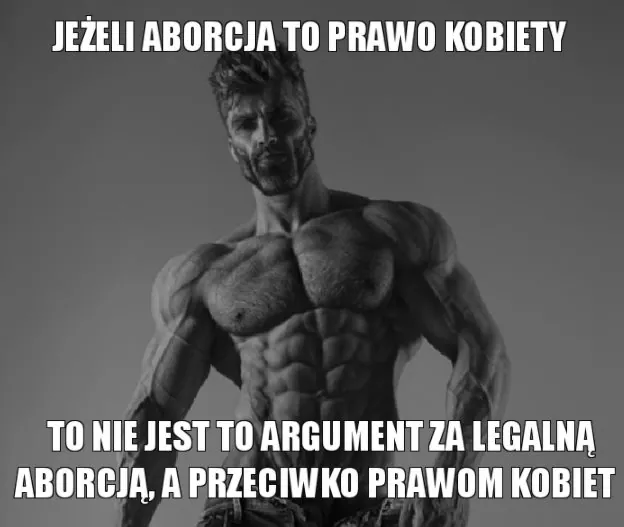 JEŻELI ABORCJA TO PRAWO KOBIETY
TO NIE JEST TO ARGUMENT ZA LEGALNĄ
ABORCJĄ, A PRZECIWKO PRAWOM KOBIET